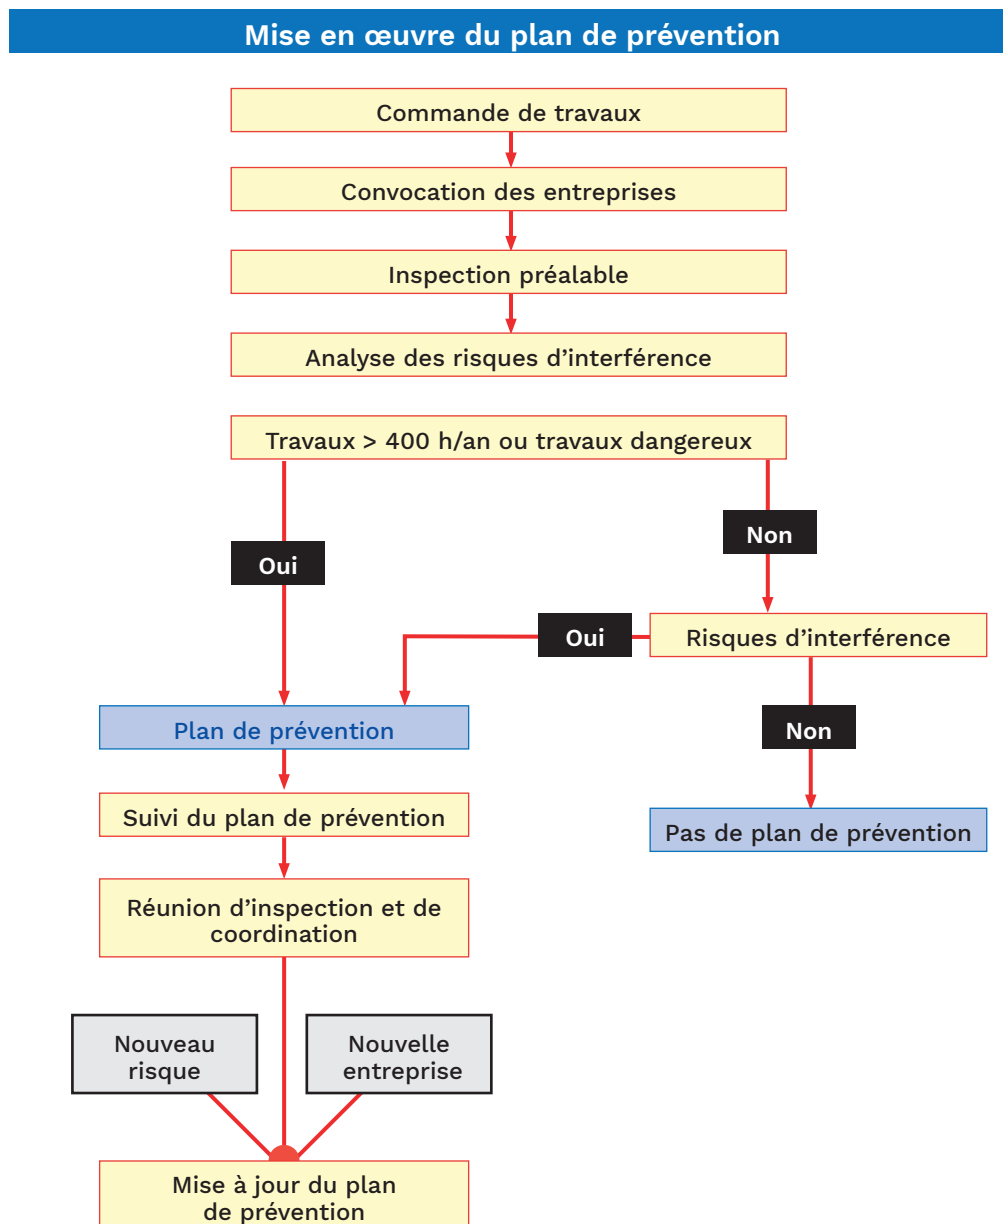 Mise en œuvre du plan de prévention
Commande de travaux
Convocation des entreprises
Inspection préalable
Analyse des risques d’interférence
Travaux > 400 h/an ou travaux dangereux
Non
Oui
Oui
Risques d’interférence
Plan de prévention
Non
Suivi du plan de prévention
Pas de plan de prévention
Réunion d’inspection et de
coordination
Nouveau
risque
Nouvelle
entreprise
Mise à jour du plan
de prévention